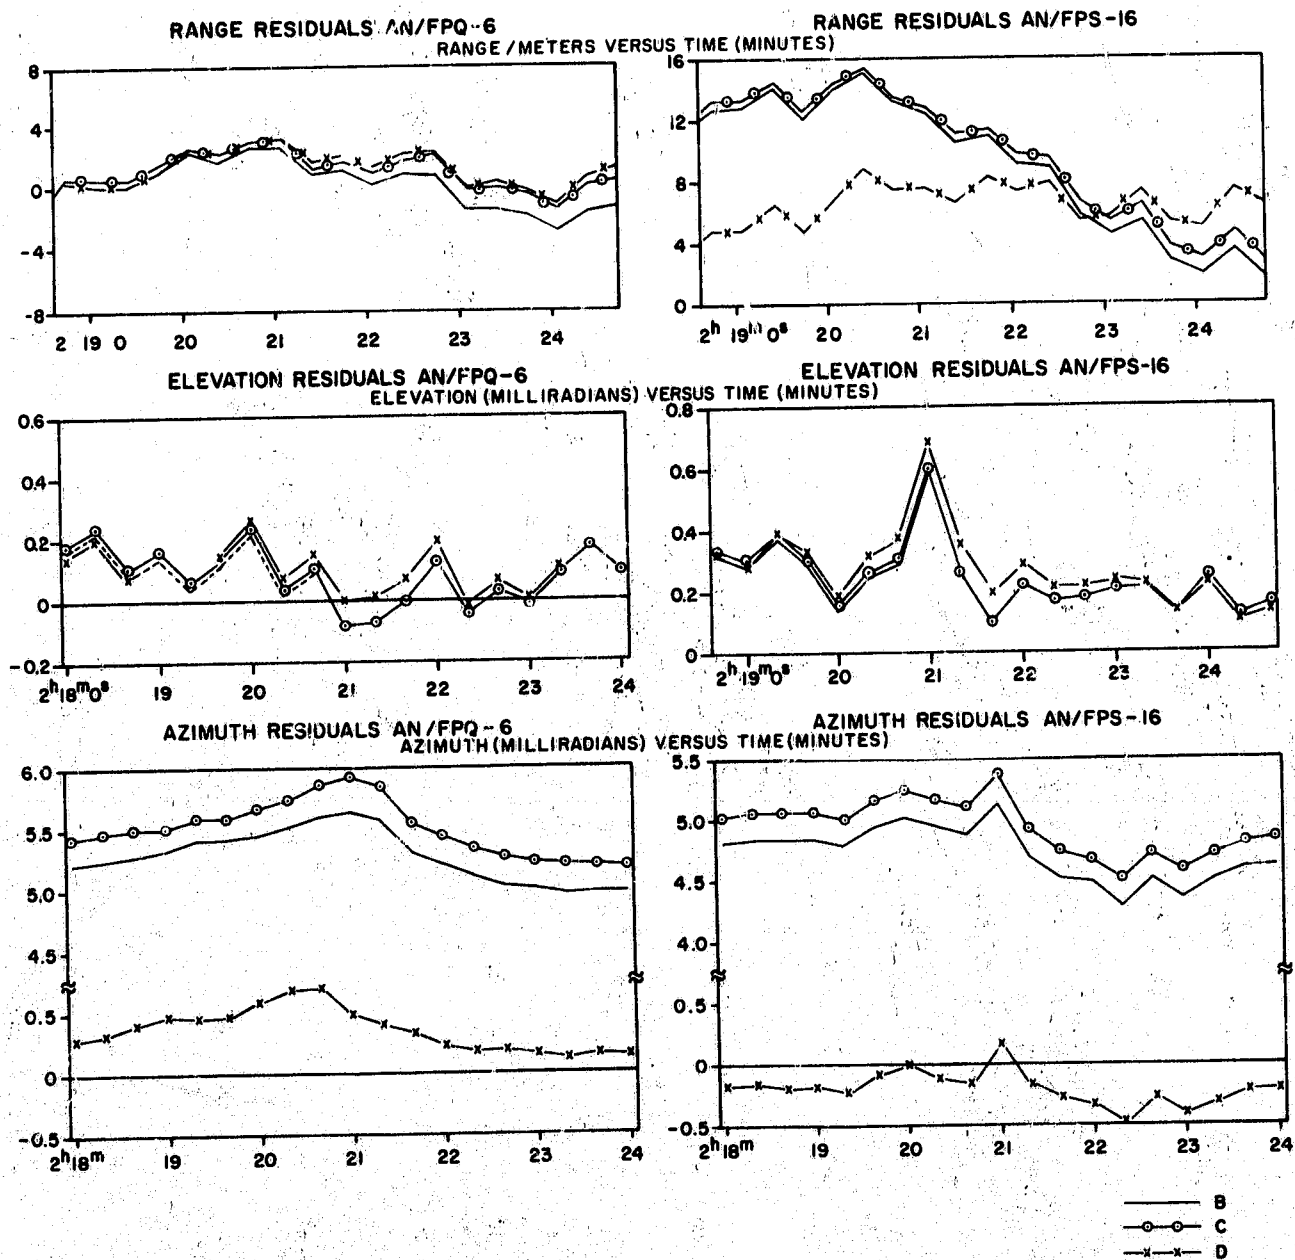 RANGE RESIDUALS AN/FPQ-6
RANGE RESIDUALS AN/FPS-16
RANGE/METERS VERSUS TIME (MINUTES)
8
4
0
-4
-8
2 19 0 20 21 22 23 24
16
12
8
4
0
2h 19m 0s 20 21 22 23 24
ELEVATION RESIDUALS AN/FPQ-6
ELEVATION RESIDUALS AN/FPS-16
ELEVATION (MILLIRADIANS) VERSUS TIME (MINUTES)
0.6
0.4
0.2
0
-0.2
2h18m0s 19 20 21 22 23 24
0.8
0.6
0.4
0.2
0
2h 19m0s 20 21 22 23 24
AZIMUTH RESIDUALS AN/FPQ-6
AZIMUTH RESIDUALS AN/FPS-16
AZIMUTH (MILLIRADIANS) VERSUS TIME (MINUTES)
6.0
5.5
5.0
4.5
0.5
0
-0.5
2h18m 19 20 21 22 23 24
5.5
5.0
4.5
4.0
0.5
0
-0.5
2h18m 19 20 21 22 23 24
B
C
D